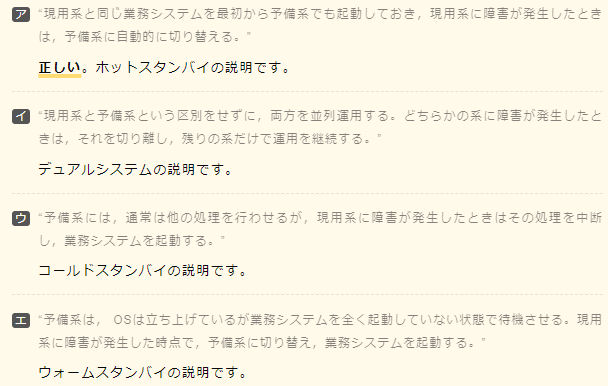 ア "現用系と同じ業務システムを最初から予備系でも起動しておき，現用系に障害が発生したとき
は，予備系に自動的に切り替える。"
正しい。ホットスタンバイの説明です。
イ "現用系と予備系という区別をせずに，両方を並列運用する。どちらかの系に障害が発生したと
きは，それを切り離し，残りの系だけで運用を継続する。"
デュアルシステムの説明です。
ウ "予備系には，通常は他の処理を行わせるが，現用系に障害が発生したときはその処理を中断
し，業務システムを起動する。"
コールドスタンバイの説明です。
エ "予備系は， OSは立ち上げているが業務システムを全く起動していない状態で待機させる。現用
系に障害が発生した時点で，予備系に切り替え，業務システムを起動する。"
ウォームスタンバイの説明です。